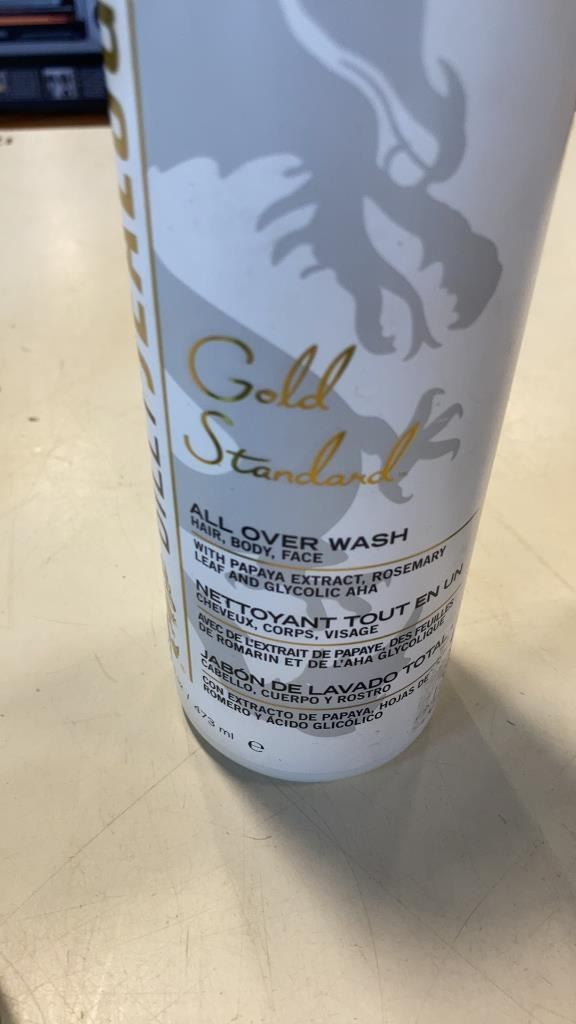 Gold
Standard
ALL OVER WASH
HAIR, BODY, FACE
WITH PAPAYA EXTRACT, ROSEMARY
LEAF AND GLYCOLIC AHA
NETTOYANT TOUT EN UN
CHEVEUX, CORPS, VISAGE
AVEC DE L'EXTRAIT DE PAPAYE, DES FEUILLES
DE ROMARIN ET DE L'AHA GLYCOLIQUE
JABÓN DE LAVADO TOTAL
CABELLO, CUERPO Y ROSTRO
CON EXTRACTO DE PAPAYA, HOJAS DE
ROMERO Y ÁCIDO GLICÓLICO
/ 473 ml ℮